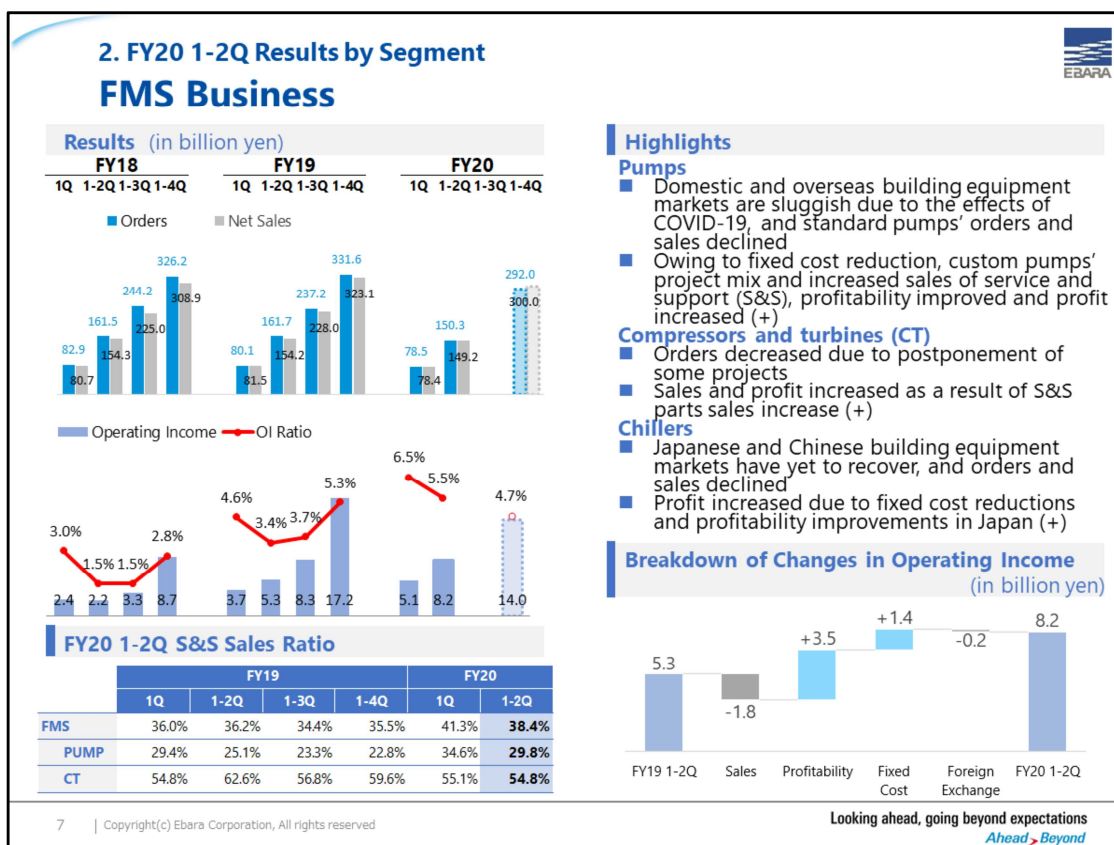 2. FY20 1-2Q Results by Segment
FMS Business
EBARA
Results (in billion yen)
FY18 FY19 FY20
1Q 1-2Q 1-3Q 1-4Q 1Q 1-2Q 1-3Q 1-4Q 1Q 1-2Q 1-3Q 1-4Q
Orders Net Sales
82.9 161.5 244.2 326.2 80.1 161.7 237.2 331.6 78.5 150.3 292.0
80.7 154.3 225.0 308.9 81.5 154.2 228.0 323.1 78.4 149.2 300.0
Operating Income OI Ratio
3.0% 1.5% 1.5% 2.8% 4.6% 3.4% 3.7% 5.3% 6.5% 5.5% 4.7%
2.4 2.2 3.3 8.7 3.7 5.3 8.3 17.2 5.1 8.2 14.0
FY20 1-2Q S&S Sales Ratio
FY19 FY20
1Q 1-2Q 1-3Q 1-4Q 1Q 1-2Q
FMS 36.0% 36.2% 34.4% 35.5% 41.3% 38.4%
PUMP 29.4% 25.1% 23.3% 22.8% 34.6% 29.8%
CT 54.8% 62.6% 56.8% 59.6% 55.1% 54.8%
Highlights
Pumps
■ Domestic and overseas building equipment
markets are sluggish due to the effects of
COVID-19, and standard pumps' orders and
sales declined
■ Owing to fixed cost reduction, custom pumps'
project mix and increased sales of service and
support (S&S), profitability improved and profit
increased (+)
Compressors and turbines (CT)
■ Orders decreased due to postponement of
some projects
■ Sales and profit increased as a result of S&S
parts sales increase (+)
Chillers
■ Japanese and Chinese building equipment
markets have yet to recover, and orders and
sales declined
■ Profit increased due to fixed cost reductions
and profitability improvements in Japan (+)
Breakdown of Changes in Operating Income
(in billion yen)
5.3 -1.8 +3.5 +1.4 -0.2 8.2
FY19 1-2Q Sales Profitability Fixed Cost Foreign Exchange FY20 1-2Q
7 | Copyright(c) Ebara Corporation, All rights reserved
Looking ahead, going beyond expectations
Ahead Beyond